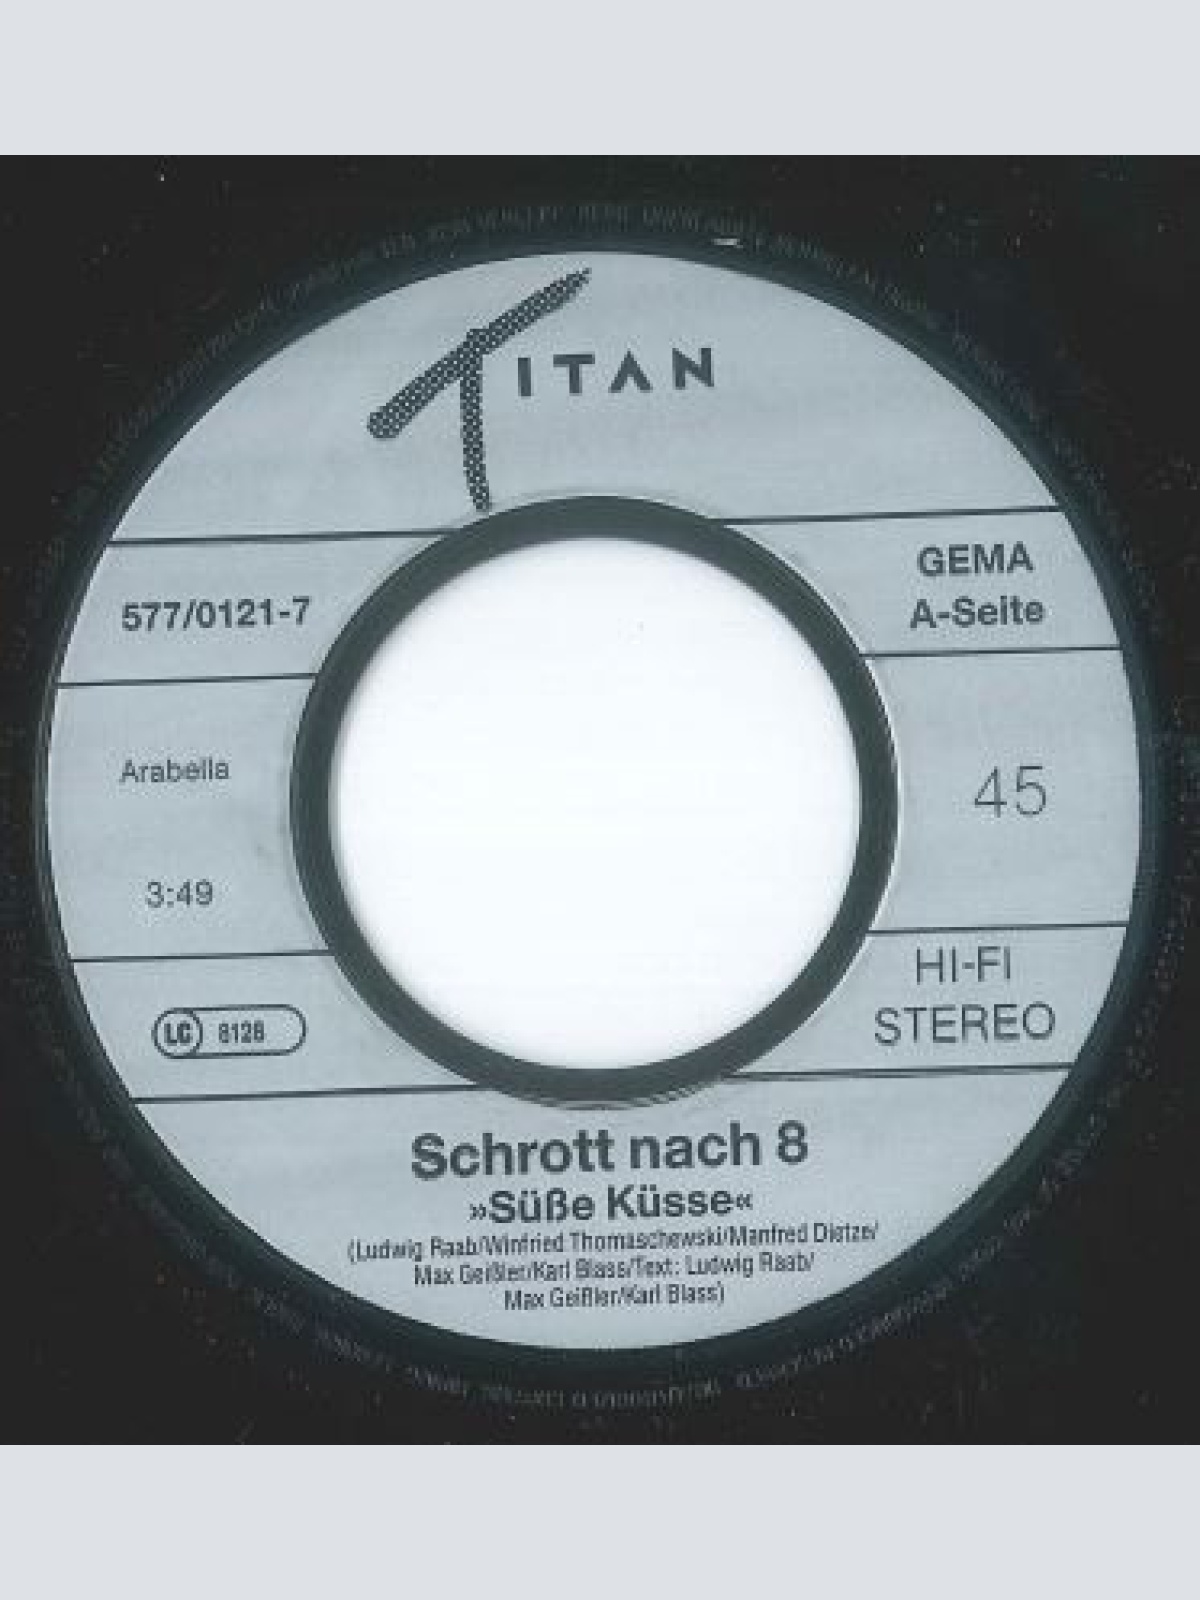 TITAN
577/0121-7
GEMA
A-Seite
Arabella
3:49
45
LC 8128
HI-FI
STEREO
Schrott nach 8
»Süße Küsse«
(Ludwig Raab/Winfried Thomaschewski/Manfred Dietze/
Max Geißler/Karl Blass/Text: Ludwig Raab/
Max Geißler/Karl Blass)